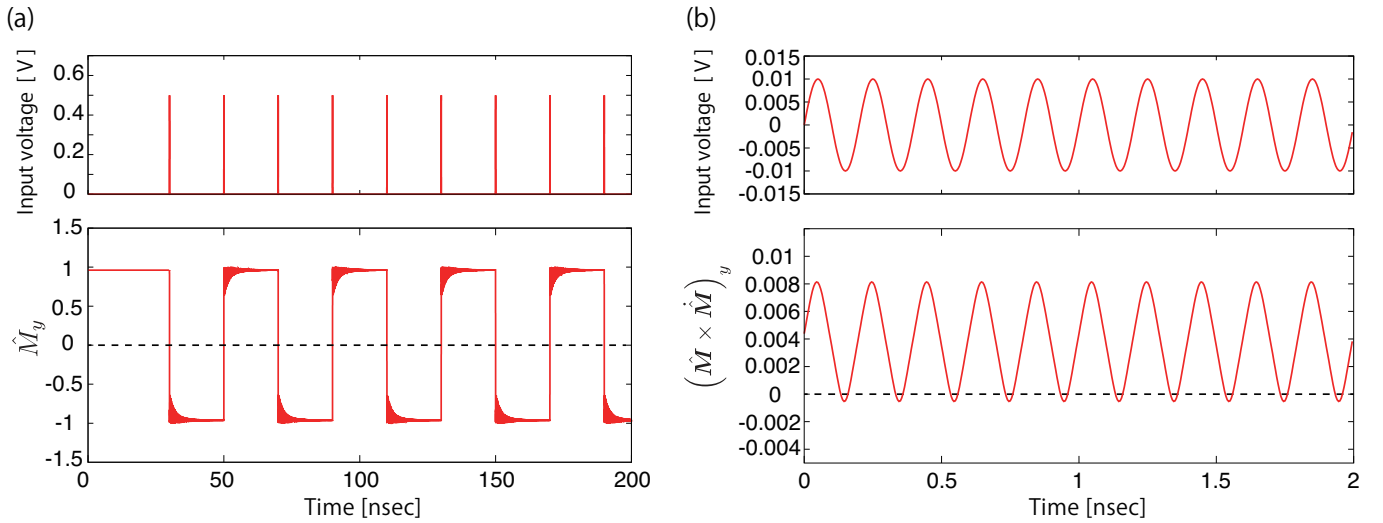 (a)
Input voltage [ V ]
0.6
0.4
0.2
0
M̂y
1.5
1
0.5
0
-0.5
-1
-1.5
0 50 100 150 200
Time [nsec]
(b)
Input voltage [ V ]
0.015
0.010
0.005
0
-0.005
-0.01
-0.015
(M̂ × M̂̇)y
0.01
0.008
0.006
0.004
0.002
0
-0.002
-0.004
0 0.5 1 1.5 2
Time [nsec]